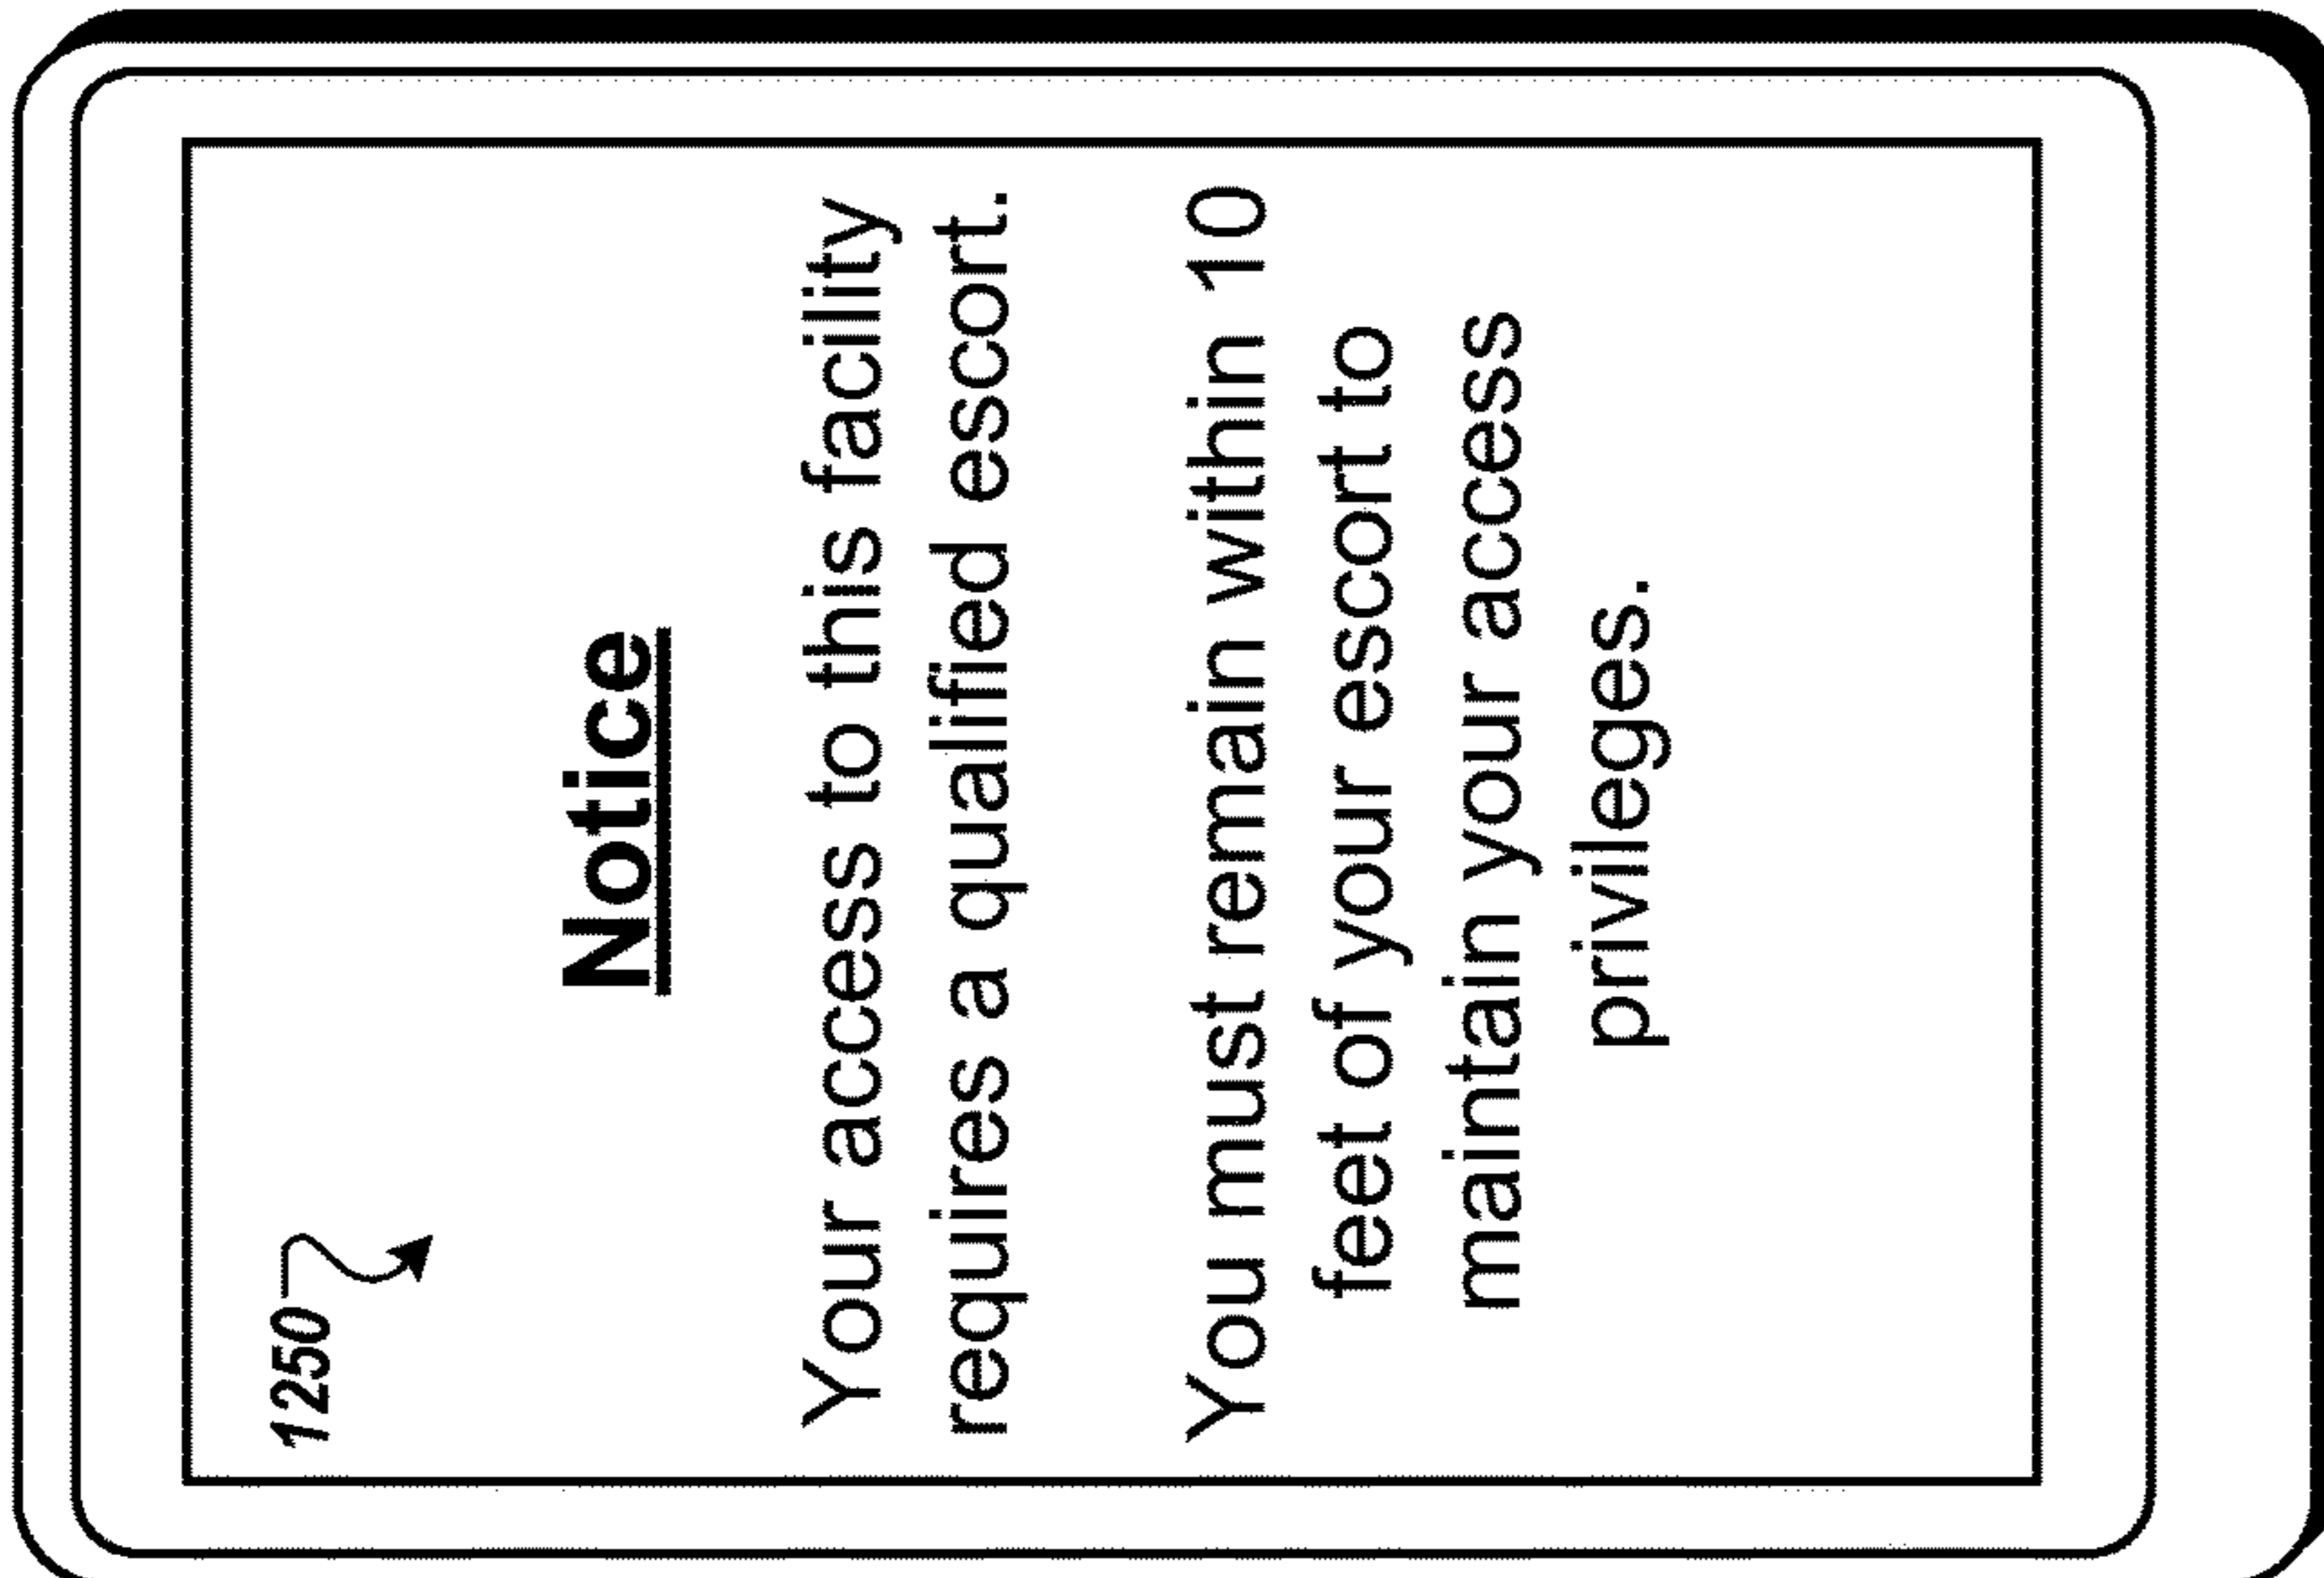 1250
Notice
Your access to this facility
requires a qualified escort.
You must remain within 10
feet of your escort to
maintain your access
privileges.